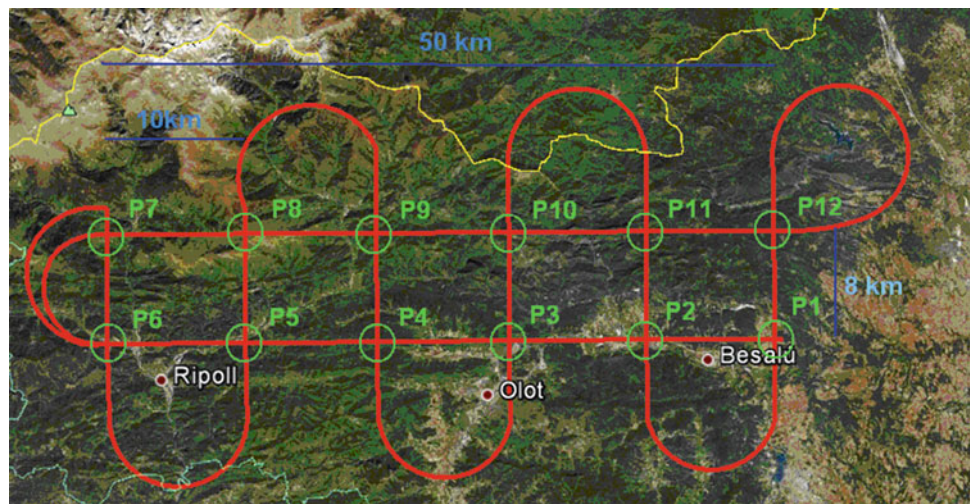 50 km
10km
P7
P8
P9
P10
P11
P12
8 km
P6
P5
P4
P3
P2
P1
Ripoll
Olot
Besalú